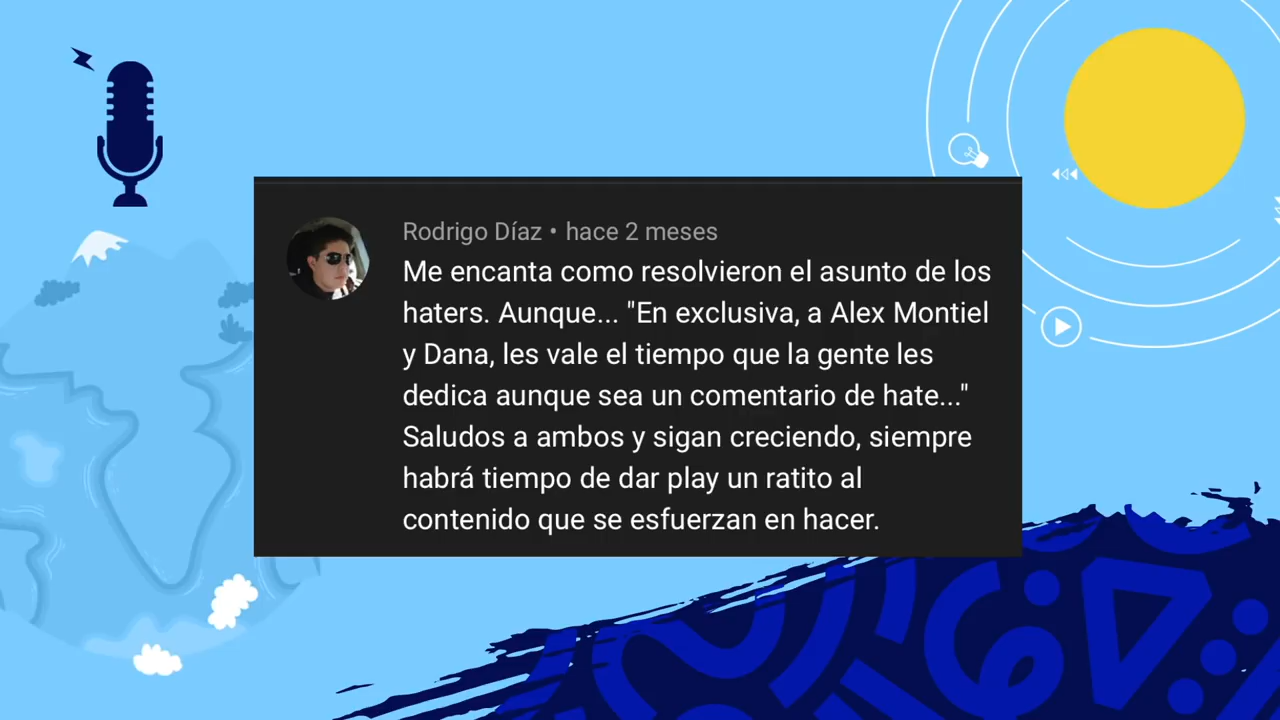 Rodrigo Díaz • hace 2 meses
Me encanta como resolvieron el asunto de los
haters. Aunque... "En exclusiva, a Alex Montiel
y Dana, les vale el tiempo que la gente les
dedica aunque sea un comentario de hate..."
Saludos a ambos y sigan creciendo, siempre
habrá tiempo de dar play un ratito al
contenido que se esfuerzan en hacer.